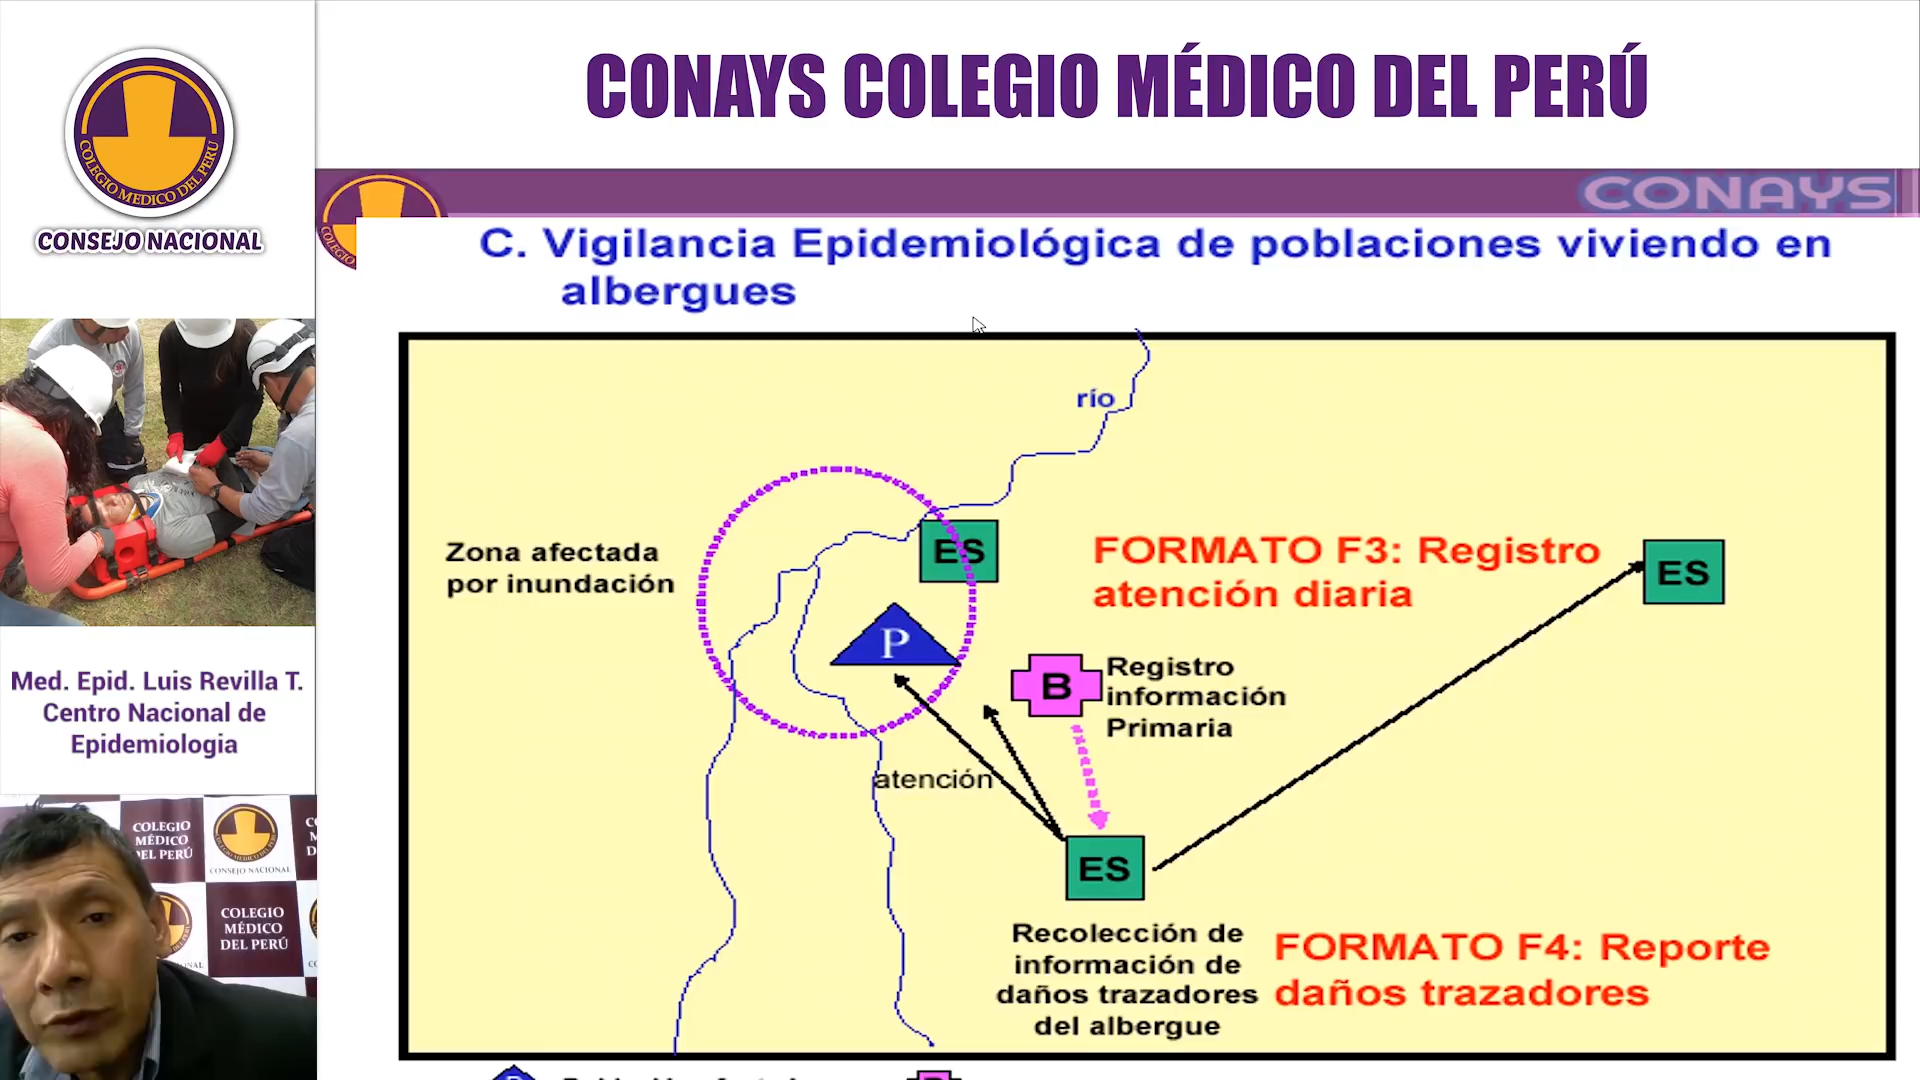 CONAYS COLEGIO MÉDICO DEL PERÚ
COLEGIO MEDICO DEL PERU
CONSEJO NACIONAL
CONAYS
C. Vigilancia Epidemiológica de poblaciones viviendo en
albergues
río
Zona afectada
por inundación
ES
FORMATO F3: Registro
atención diaria
ES
P
B
Registro
información
Primaria
atención
ES
Recolección de
información de
daños trazadores
del albergue
FORMATO F4: Reporte
daños trazadores
Med. Epid. Luis Revilla T.
Centro Nacional de
Epidemiologia
COLEGIO
MÉDICO
DEL PERÚ
CONSEJO NACIONAL
COLEGIO
MÉDICO
DEL PERÚ